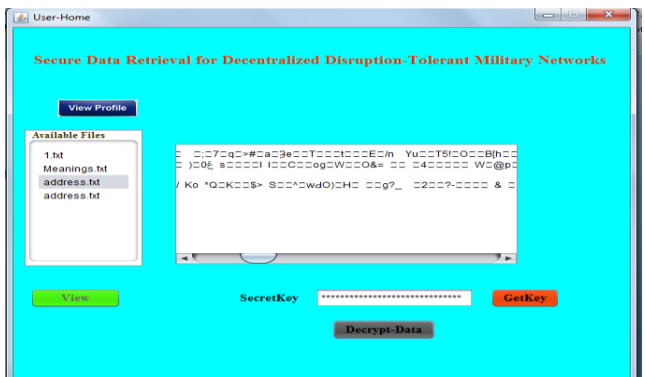 User-Home
Secure Data Retrieval for Decentralized Disruption-Tolerant Military Networks
View Profile
Available Files
1.txt
Meanings.txt
address.txt
address.txt
View
SecretKey
******************************
GetKey
Decrypt-Data